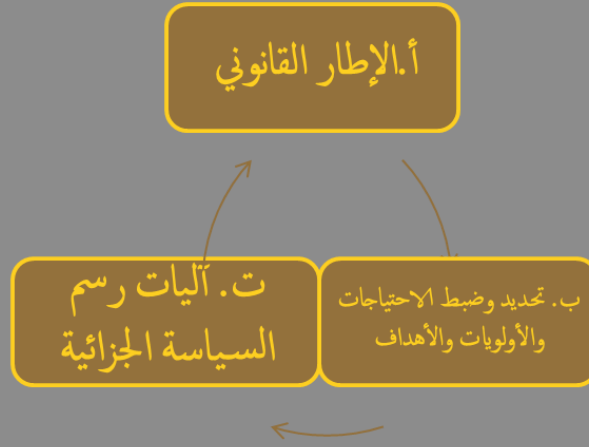 أ.الإطار القانوني
ب. تحديد وضبط الاحتياجات
والأولويات والأهداف
ت. آليات رسم
السياسة الجزائية